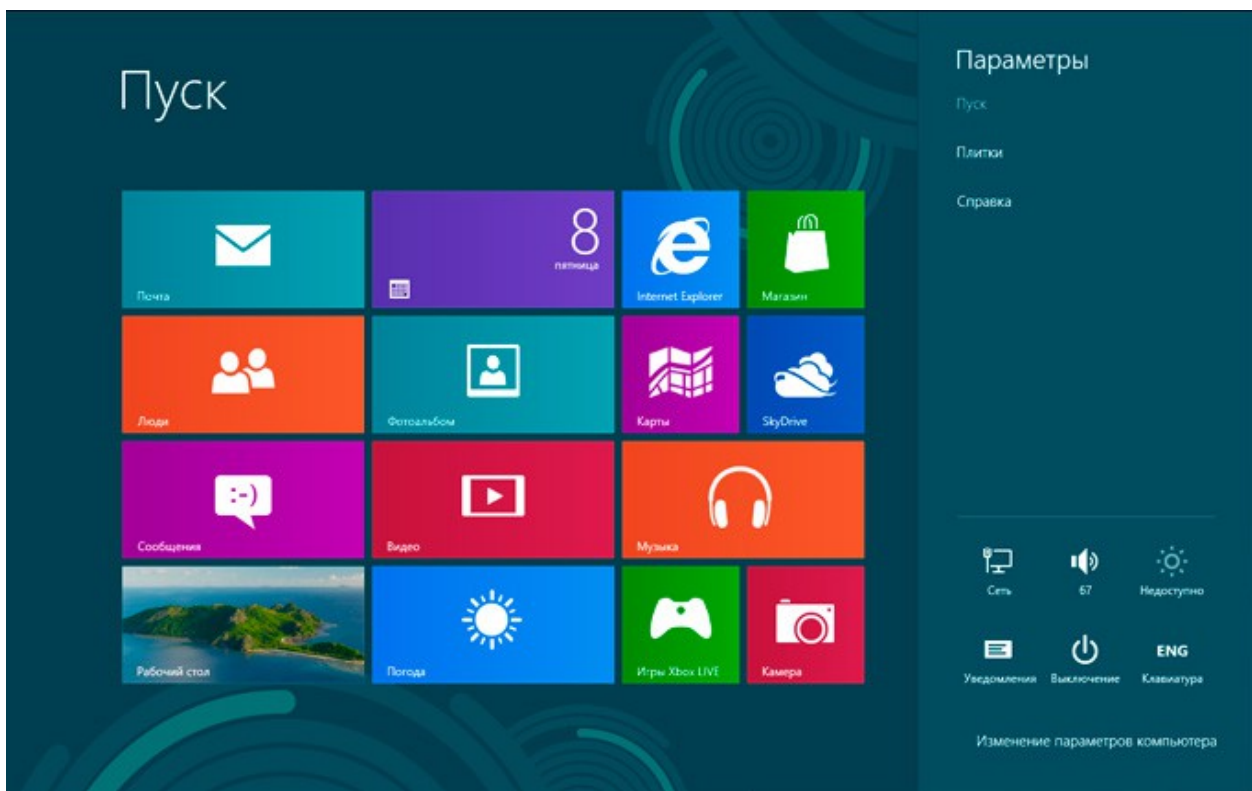 Пуск
8
пятница
Почта
Internet Explorer
Магазин
Люди
Фотоальбом
Карты
SkyDrive
:-)
Сообщения
Видео
Музыка
Рабочий стол
Погода
Игры Xbox LIVE
Камера
Параметры
Пуск
Плитки
Справка
Сеть
67
Недоступно
ENG
Уведомления
Выключение
Клавиатура
Изменение параметров компьютера